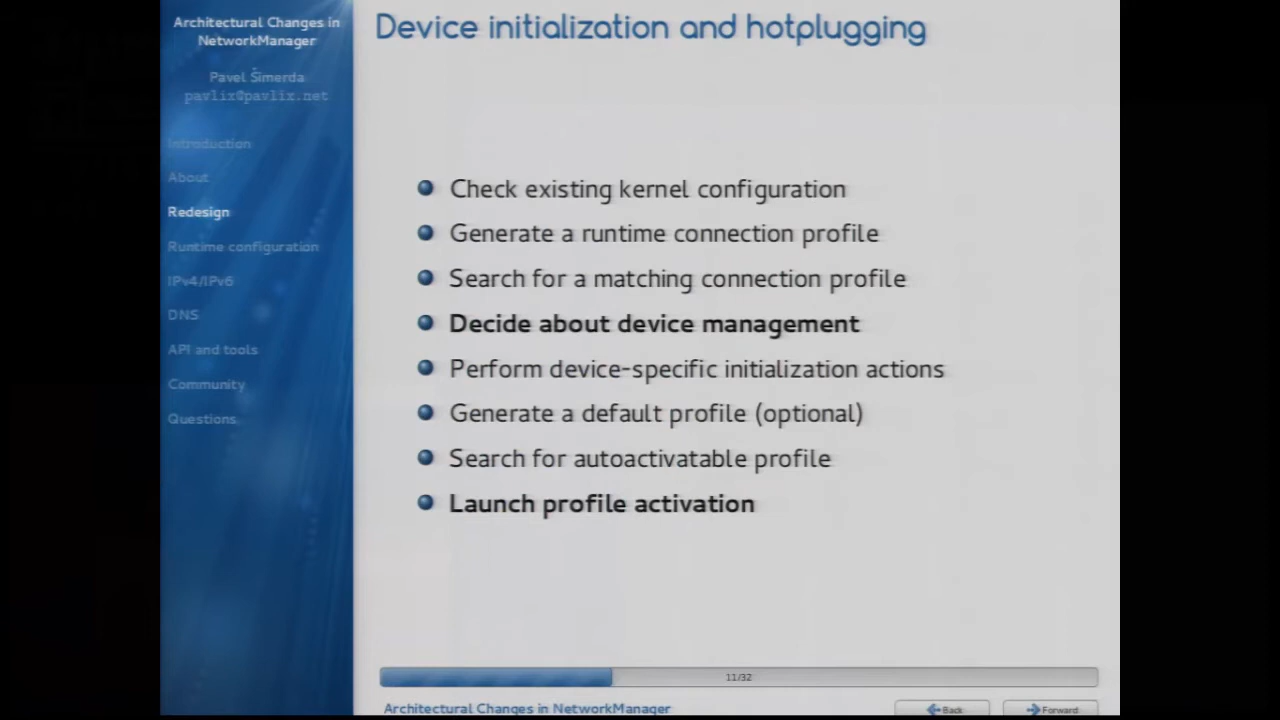 Architectural Changes in
NetworkManager
Pavel Šimerda
pavlix@pavlix.net
Introduction
About
Redesign
Runtime configuration
IPv4/IPv6
DNS
API and tools
Community
Questions
Device initialization and hotplugging
Check existing kernel configuration
Generate a runtime connection profile
Search for a matching connection profile
Decide about device management
Perform device-specific initialization actions
Generate a default profile (optional)
Search for autoactivatable profile
Launch profile activation
11/32
Architectural Changes in NetworkManager
Back
Forward